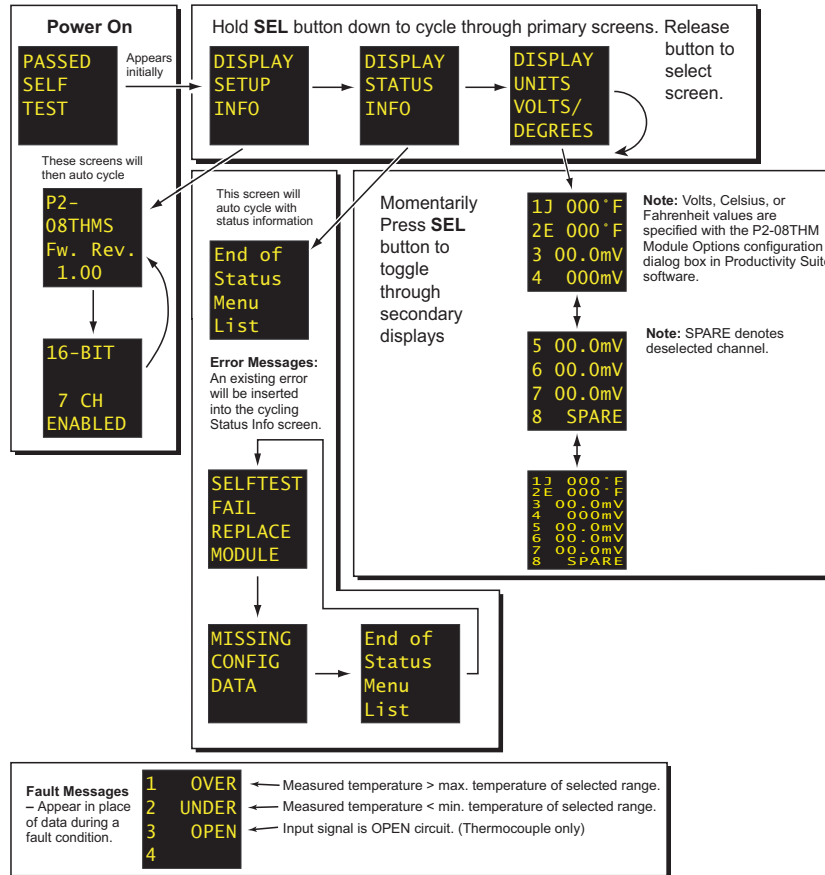 Power On
PASSED
SELF
TEST
Appears
initially
These screens will
then auto cycle
P2-
08THMS
Fw. Rev.
1.00
16-BIT
7 CH
ENABLED
Hold SEL button down to cycle through primary screens. Release
button to
select
screen.
DISPLAY
SETUP
INFO
DISPLAY
STATUS
INFO
DISPLAY
UNITS
VOLTS/
DEGREES
This screen will
auto cycle with
status information
End of
Status
Menu
List
Error Messages:
An existing error
will be inserted
into the cycling
Status Info screen.
SELFTEST
FAIL
REPLACE
MODULE
MISSING
CONFIG
DATA
End of
Status
Menu
List
Momentarily
Press SEL
button to
toggle
through
secondary
displays
1J 000°F
2E 000°F
3 00.0mV
4 000mV
Note: Volts, Celsius, or
Fahrenheit values are
specified with the P2-08THM
Module Options configuration
dialog box in Productivity Suit
software.
5 00.0mV
6 00.0mV
7 00.0mV
8 SPARE
Note: SPARE denotes
deselected channel.
1J 000°F
2E 000°F
3 00.0mV
4 000mV
5 00.0mV
6 00.0mV
7 00.0mV
8 SPARE
Fault Messages
– Appear in place
of data during a
fault condition.
1 OVER
2 UNDER
3 OPEN
4
Measured temperature > max. temperature of selected range.
Measured temperature < min. temperature of selected range.
Input signal is OPEN circuit. (Thermocouple only)